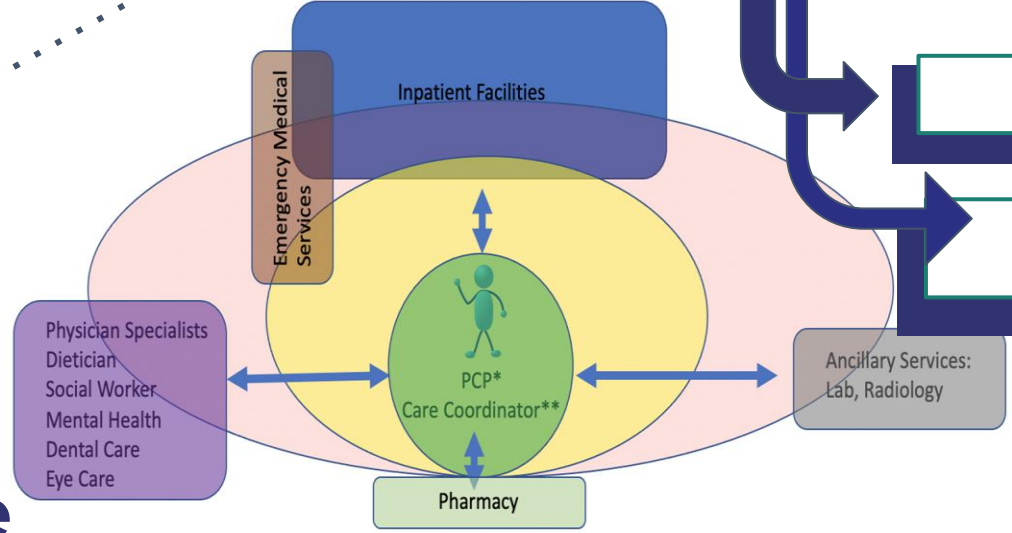 Inpatient Facilities
Emergency Medical
Services
Physician Specialists
Dietician
Social Worker
Mental Health
Dental Care
Eye Care
PCP*
Care Coordinator**
Ancillary Services:
Lab, Radiology
Pharmacy
e